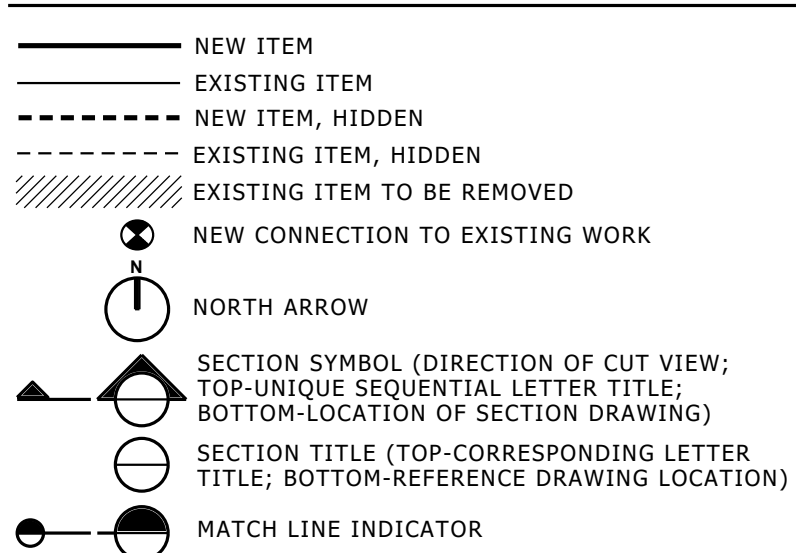 NEW ITEM
EXISTING ITEM
NEW ITEM, HIDDEN
EXISTING ITEM, HIDDEN
EXISTING ITEM TO BE REMOVED
NEW CONNECTION TO EXISTING WORK
N
NORTH ARROW
SECTION SYMBOL (DIRECTION OF CUT VIEW;
TOP-UNIQUE SEQUENTIAL LETTER TITLE;
BOTTOM-LOCATION OF SECTION DRAWING)
SECTION TITLE (TOP-CORRESPONDING LETTER
TITLE; BOTTOM-REFERENCE DRAWING LOCATION)
MATCH LINE INDICATOR